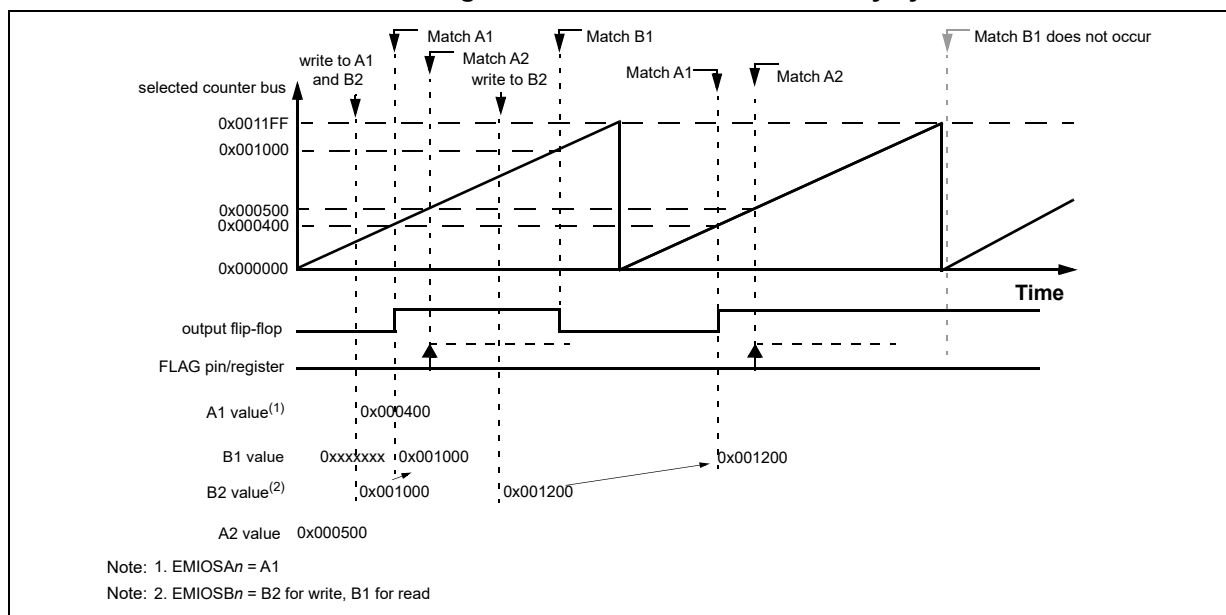 Match A1
Match B1
Match B1 does not occur
write to A1
and B2
Match A2
write to B2
Match A1
Match A2
selected counter bus
0x0011FF
0x001000
0x000500
0x000400
0x000000
Time
output flip-flop
FLAG pin/register
A1 value(1)
0x000400
B1 value
0xxxxxxx
0x001000
0x001200
B2 value(2)
0x001000
0x001200
A2 value
0x000500
Note: 1. EMIOSAn = A1
Note: 2. EMIOSBn = B2 for write, B1 for read